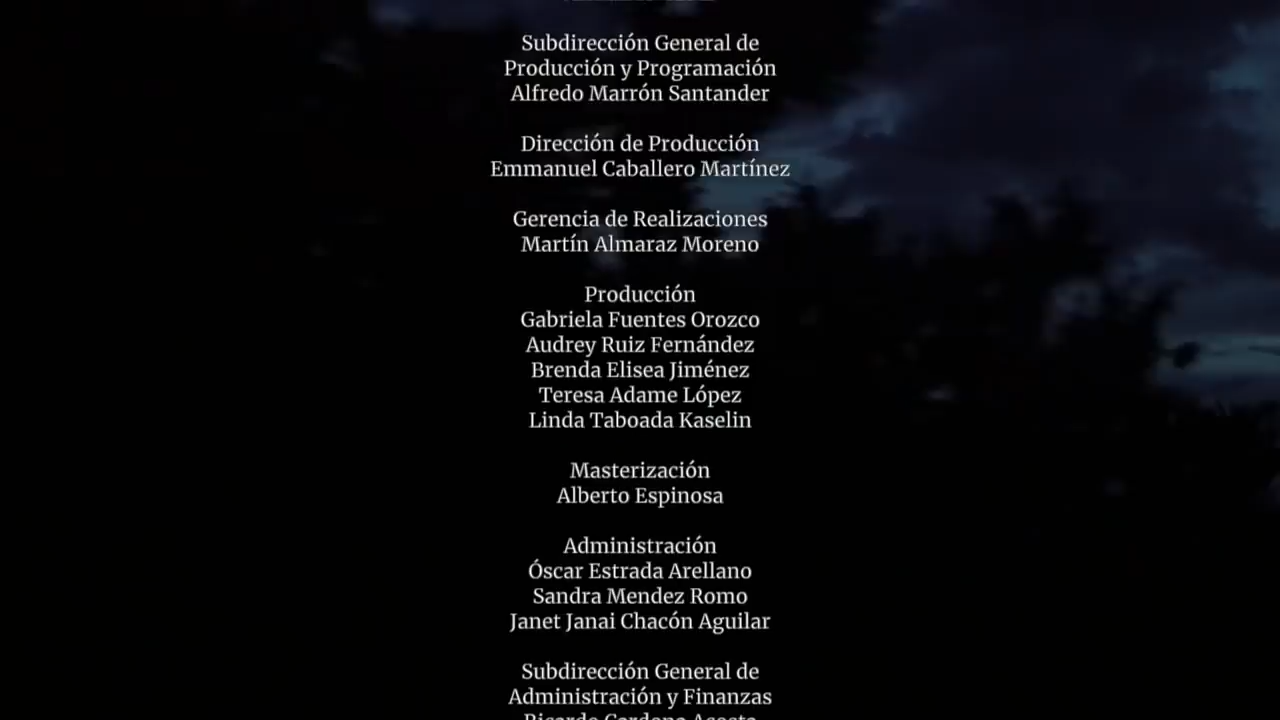 Subdirección General de
Producción y Programación
Alfredo Marrón Santander
Dirección de Producción
Emmanuel Caballero Martínez
Gerencia de Realizaciones
Martín Almaraz Moreno
Producción
Gabriela Fuentes Orozco
Audrey Ruiz Fernández
Brenda Elisea Jiménez
Teresa Adame López
Linda Taboada Kaselin
Masterización
Alberto Espinosa
Administración
Óscar Estrada Arellano
Sandra Mendez Romo
Janet Janai Chacón Aguilar
Subdirección General de
Administración y Finanzas